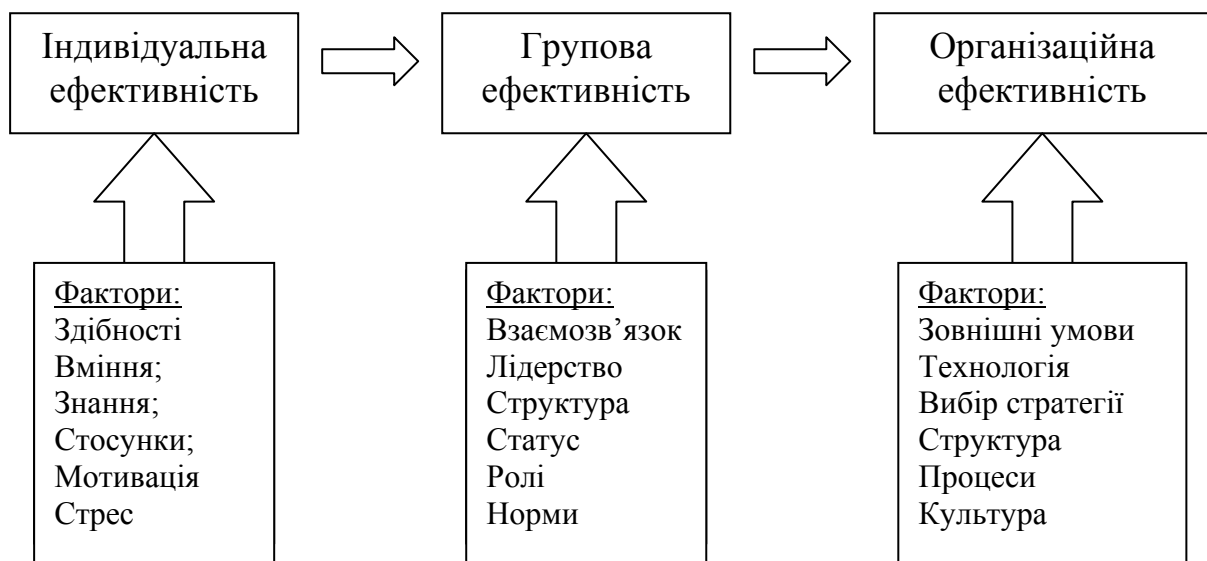 Індивідуальна
ефективність
Групова
ефективність
Організаційна
ефективність
Фактори:
Здібності
Вміння;
Знання;
Стосунки;
Мотивація
Стрес
Фактори:
Взаємозв’язок
Лідерство
Структура
Статус
Ролі
Норми
Фактори:
Зовнішні умови
Технологія
Вибір стратегії
Структура
Процеси
Культура